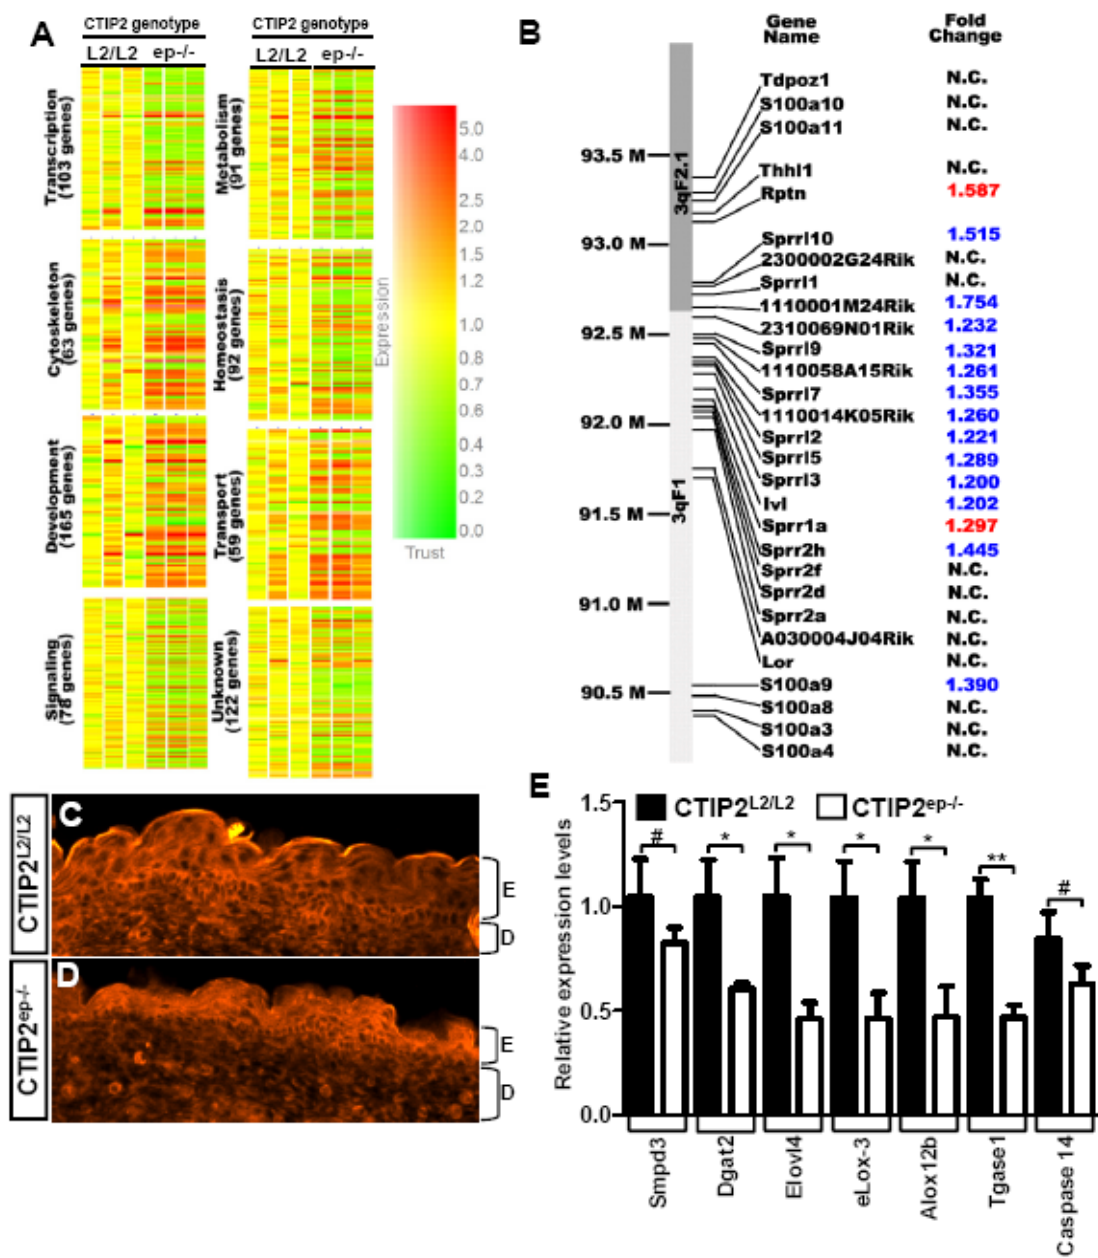 A
CTIP2 genotype
L2/L2 ep-/-
CTIP2 genotype
L2/L2 ep-/-
Transcription
(103 genes)
Cytoskeleton
(63 genes)
Development
(165 genes)
Signaling
(78 genes)
Metabolism
(91 genes)
Homeostasis
(92 genes)
Transport
(59 genes)
Unknown
(122 genes)
Expression
5.0
4.0
2.5
2.0
1.5
1.2
1.0
0.8
0.7
0.6
0.5
0.4
0.3
0.2
0.0
Trust
B
Gene Name
Fold Change
93.5 M
93.0 M
92.5 M
92.0 M
91.5 M
91.0 M
90.5 M
3qF2.1
3qF1
Tdpoz1 N.C.
S100a10 N.C.
S100a11 N.C.
Thhl1 N.C.
Rptn 1.587
Sprrl10 1.515
2300002G24Rik N.C.
Sprrl1 N.C.
1110001M24Rik 1.754
2310069N01Rik 1.232
Sprrl9 1.321
1110058A15Rik 1.261
Sprrl7 1.355
1110014K05Rik 1.260
Sprrl2 1.221
Sprrl5 1.289
Sprrl3 1.200
Ivl 1.202
Sprr1a 1.297
Sprr2h 1.445
Sprr2f N.C.
Sprr2d N.C.
Sprr2a N.C.
A030004J04Rik N.C.
Lor N.C.
S100a9 1.390
S100a8 N.C.
S100a3 N.C.
S100a4 N.C.
C
CTIP2L2/L2
E
D
D
CTIP2ep-/-
E
D
E
CTIP2L2/L2 CTIP2ep-/-
Relative expression levels
1.5
1.0
0.5
0.0
# * * * * ** #
Smpd3
Dgat2
Elovl4
eLox-3
Alox12b
Tgase1
Caspase 14